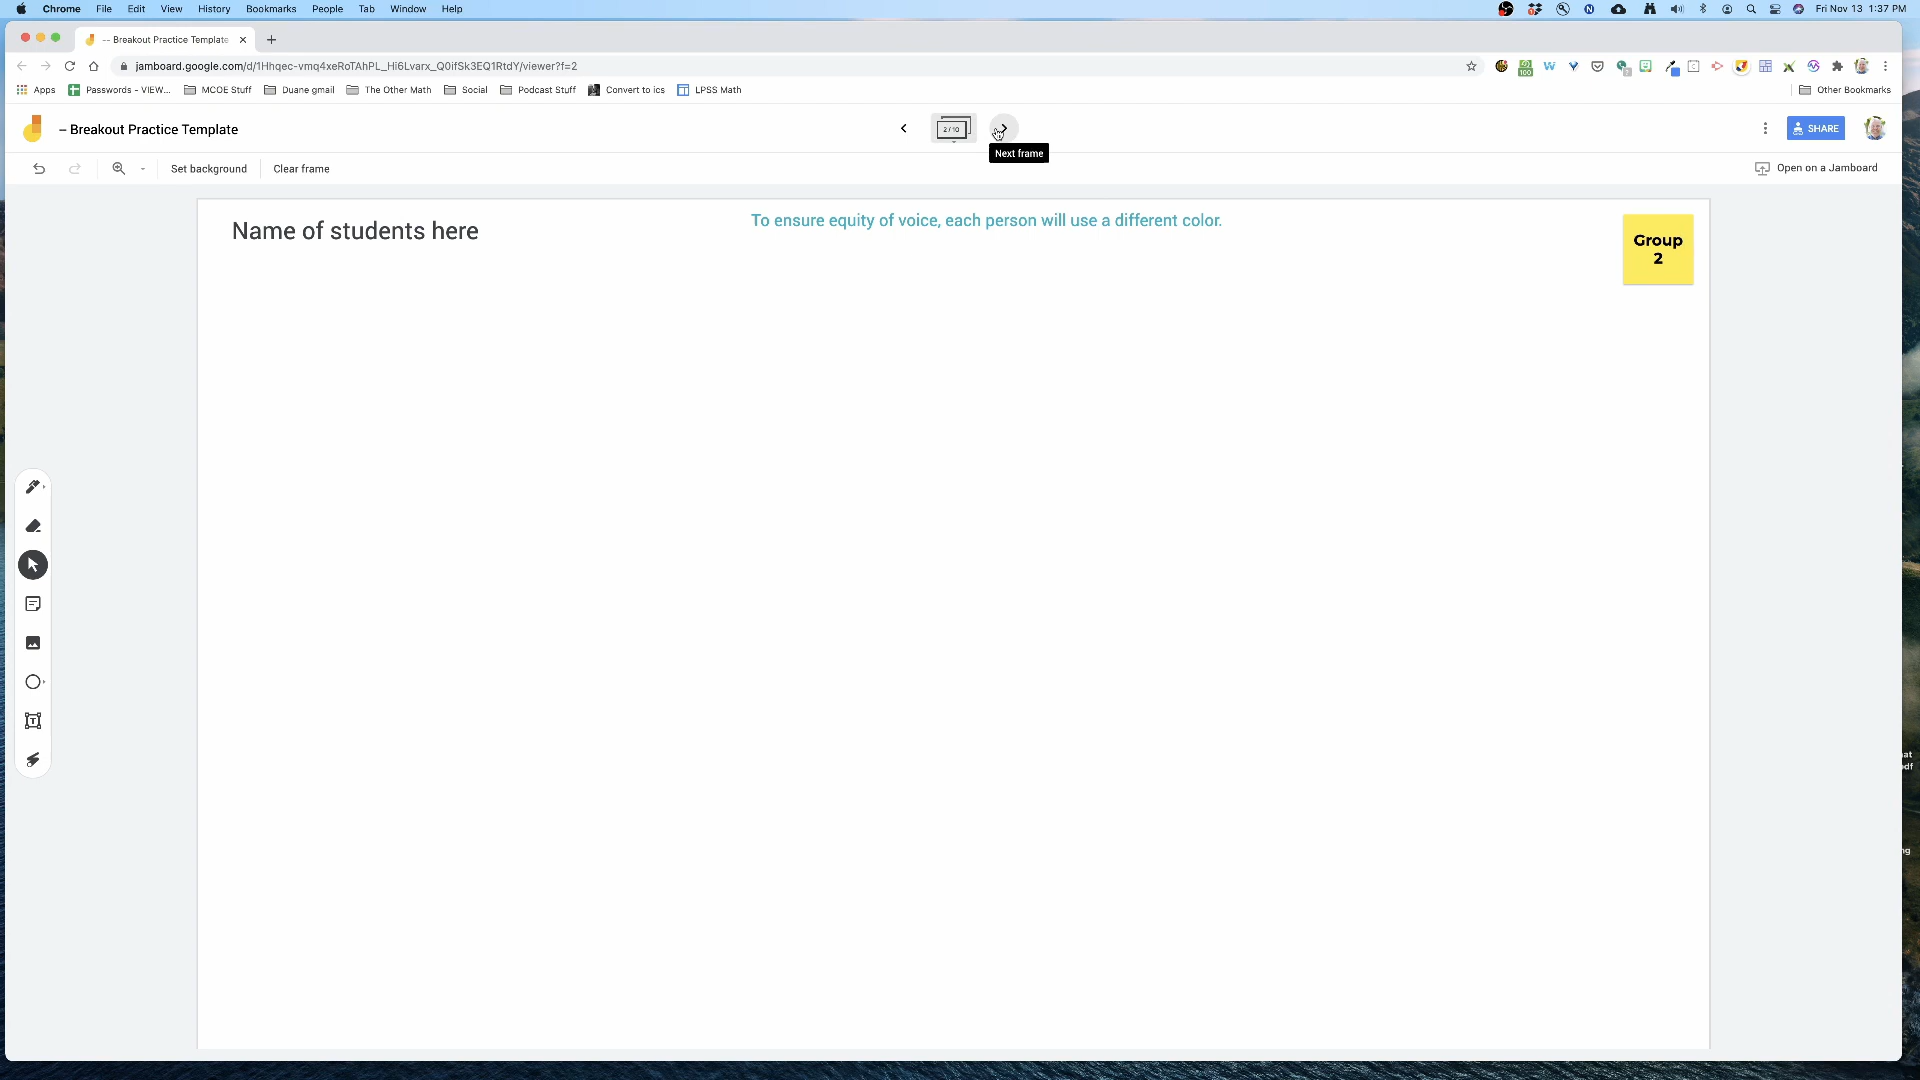 Chrome File Edit View History Bookmarks People Tab Window Help Fri Nov 13 1:37 PM
-- Breakout Practice Template
jamboard.google.com/d/1Hhqec-vmq4xeRoTAhPL_Hi6Lvarx_Q0ifSk3EQ1RtdY/viewer?f=2
Apps Passwords - VIEW... MCOE Stuff Duane gmail The Other Math Social Podcast Stuff Convert to ics LPSS Math Other Bookmarks
-- Breakout Practice Template 2 / 10 SHARE
Next frame
Set background Clear frame Open on a Jamboard
Name of students here
To ensure equity of voice, each person will use a different color.
Group
2